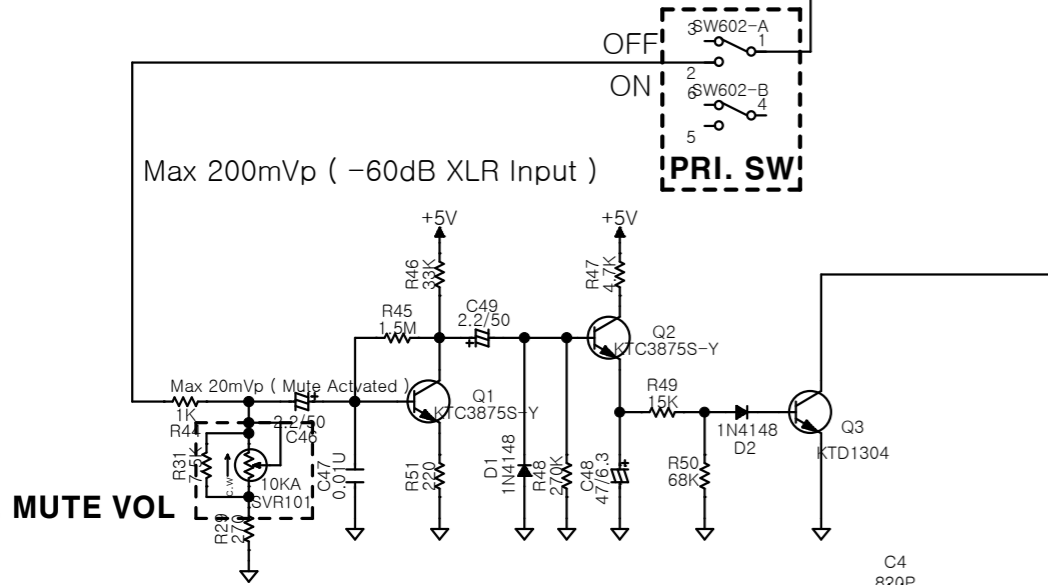 3
SW602-A
1
OFF
2
ON
6
SW602-B
4
5
PRI. SW
Max 200mVp ( -60dB XLR Input )
+5V
+5V
R46
33K
R47
4.7K
R45
1.5M
C49
2.2/50
Q2
KTC3875S-Y
Max 20mVp ( Mute Actvated )
Q1
KTC3875S-Y
R49
15K
1K
R44
2.2/50
C46
1N4148
D2
Q3
KTD1304
R31
7.5K
C.W
10KA
SVR101
C47
0.01U
R51
220
D1
1N4148
R48
270K
C48
47/6.3
R50
68K
MUTE VOL
R29
270
C4
820P